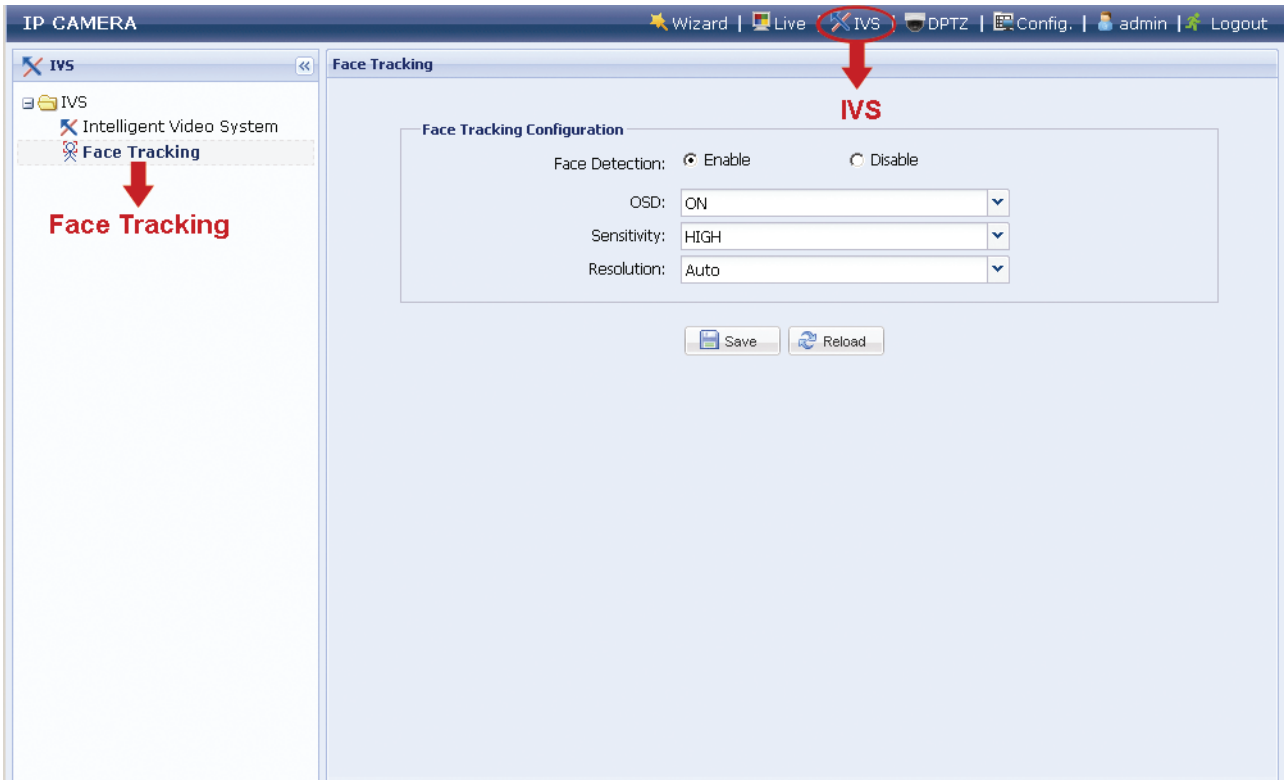 IP CAMERA
Wizard | Live | IVS | DPTZ | Config. | admin | Logout
IVS
Face Tracking
IVS
IVS
Intelligent Video System
Face Tracking
Face Tracking
Face Tracking Configuration
Face Detection: Enable Disable
OSD: ON
Sensitivity: HIGH
Resolution: Auto
Save Reload